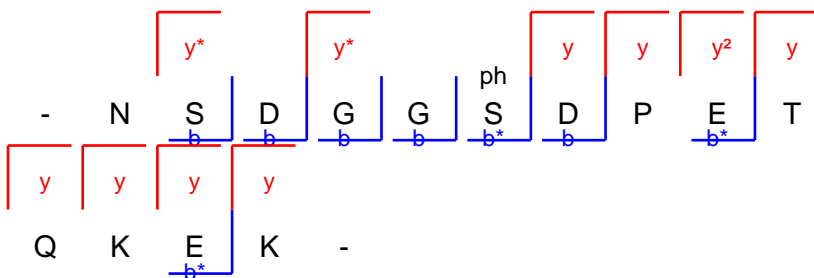 y* y* y y y² y
ph
- N S D G G S D P E T
b b b b b* b b*
y y y y
Q K E K -
b*